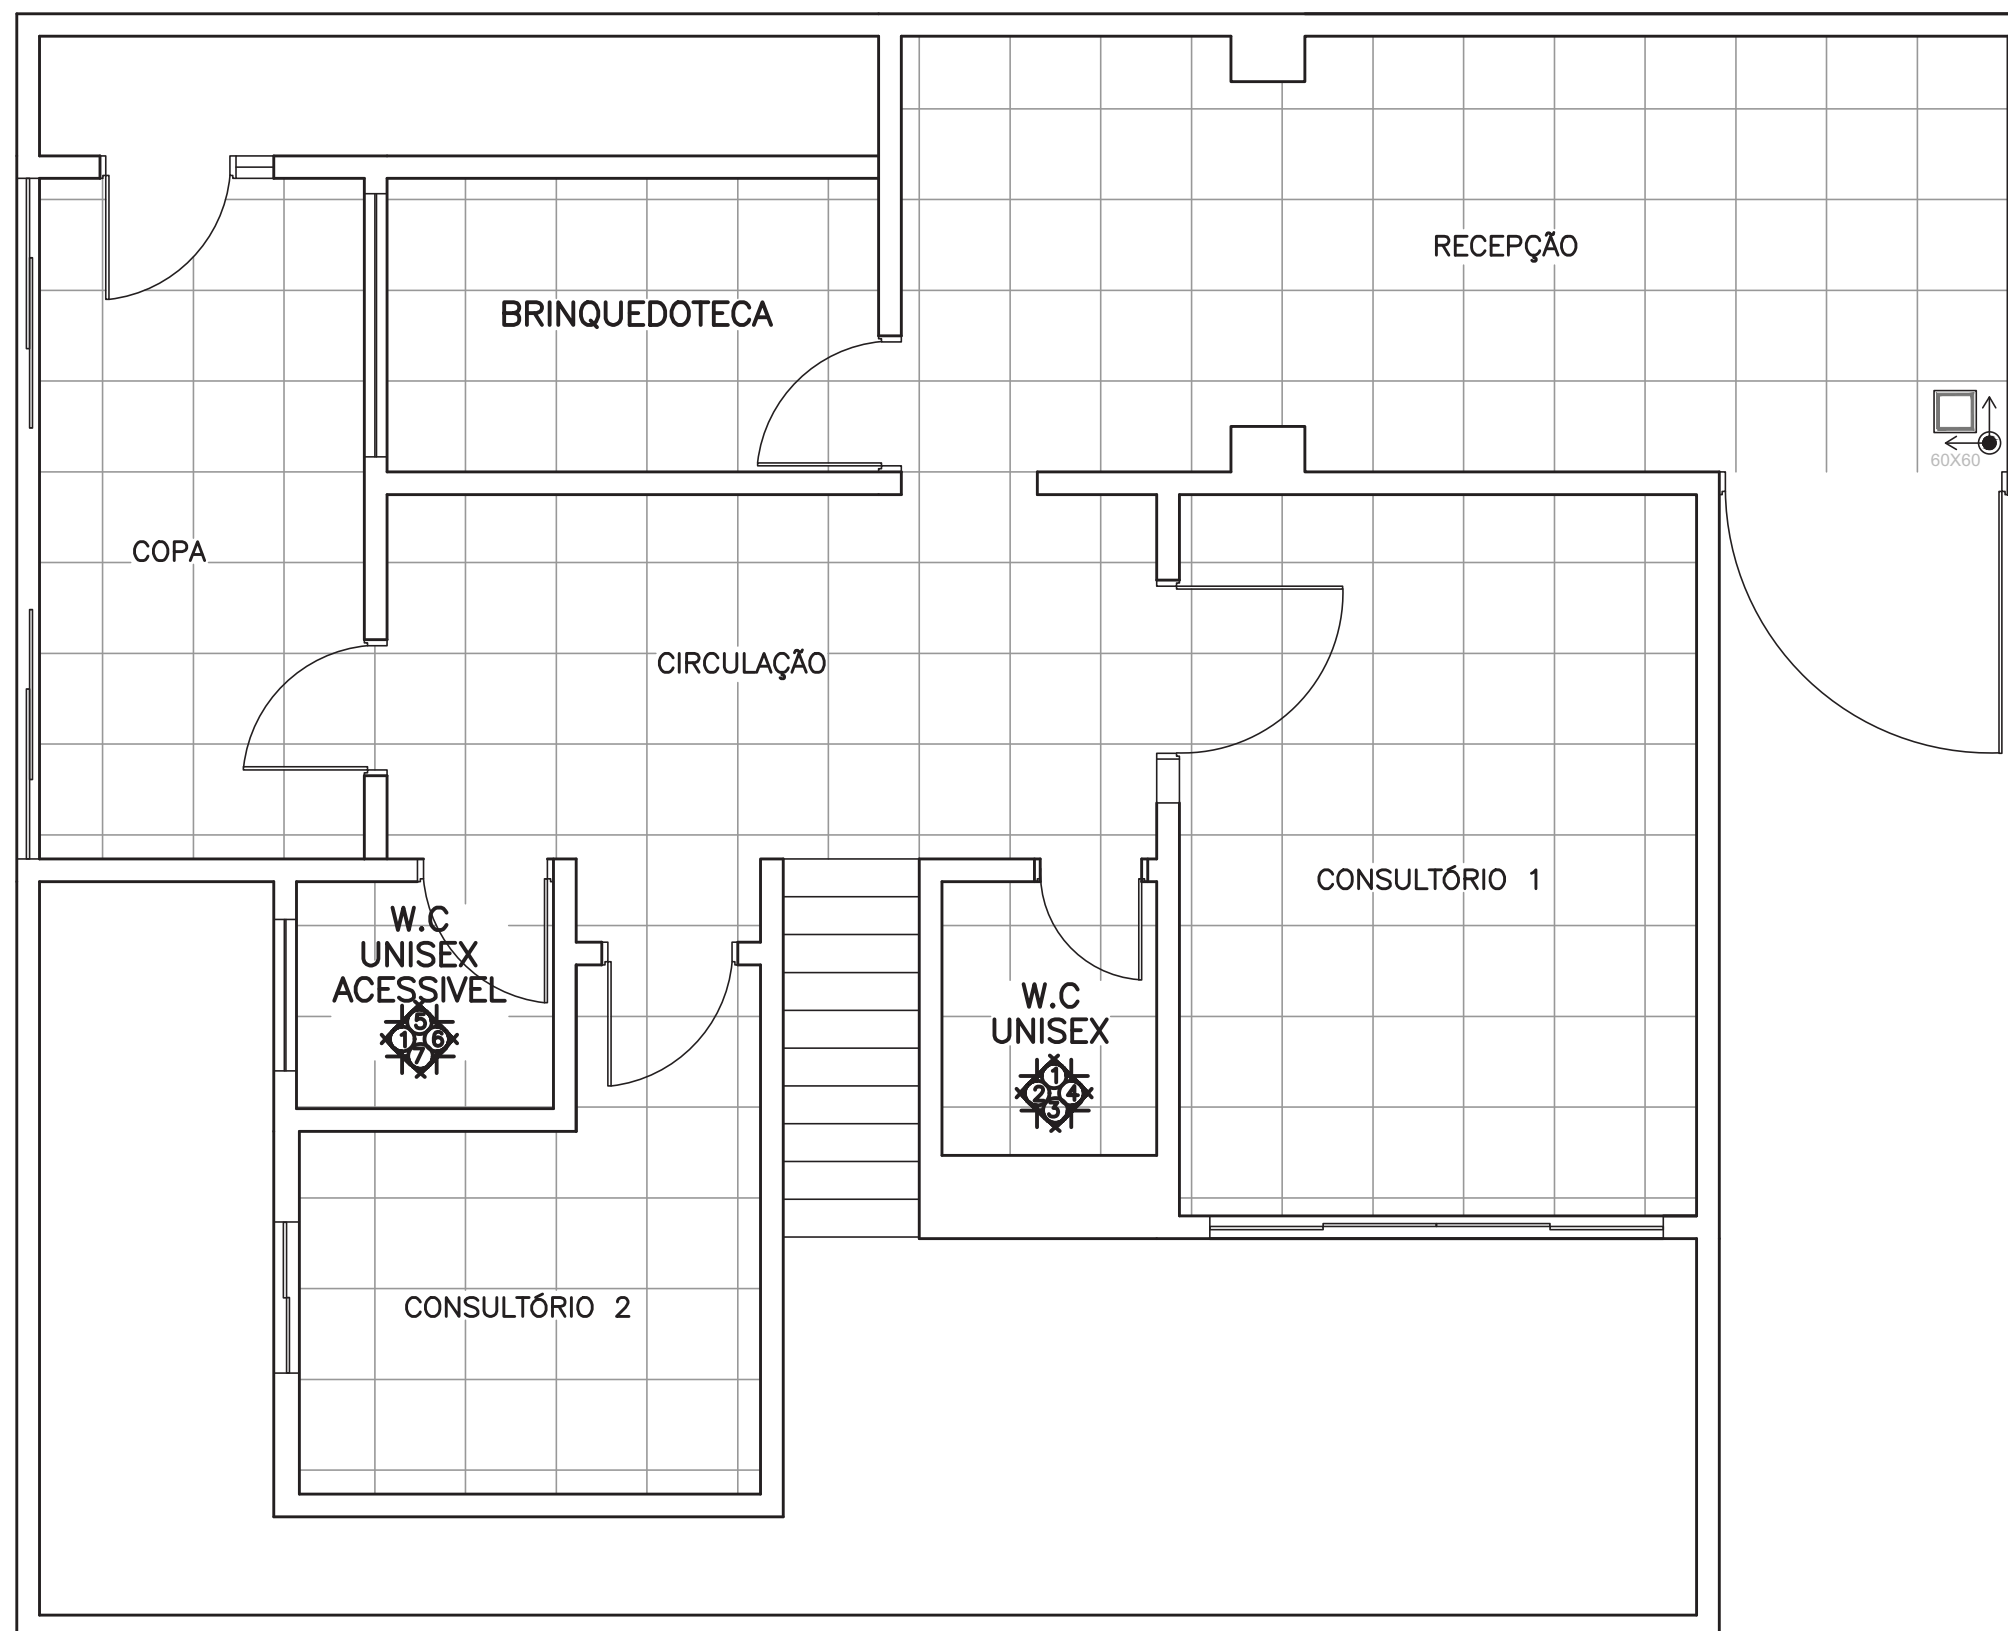 RECEPÇÃO
BRINQUEDOTECA
60X60
COPA
CIRCULAÇÃO
CONSULTÓRIO 1
W.C
UNISEX
ACESSIVEL
5
1 6
7
W.C
UNISEX
1
2 4
3
CONSULTÓRIO 2